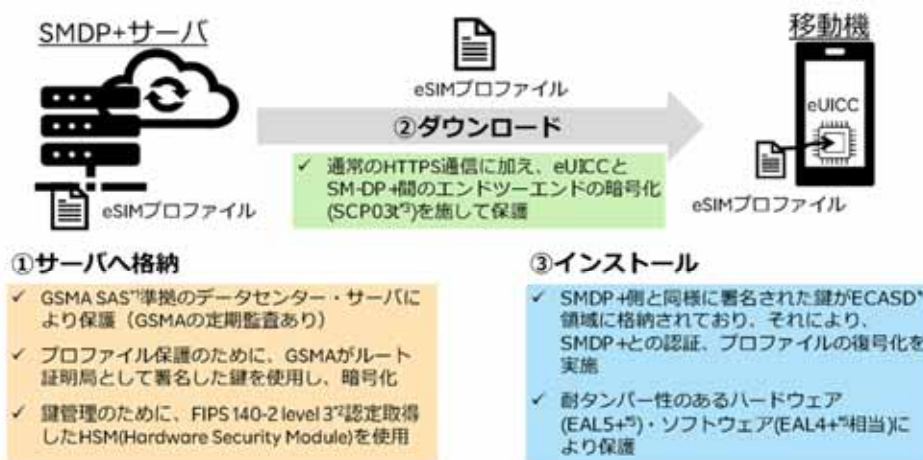 SMDP+サーバ
移動機
eSIMプロファイル
eUICC
②ダウンロード
✓ 通常のHTTPS通信に加え、eUICCと
SM-DP+間のエンドツーエンドの暗号化
(SCP03t*3)を施して保護
eSIMプロファイル
eSIMプロファイル
①サーバへ格納
✓ GSMA SAS*1準拠のデータセンター・サーバに
より保護（GSMAの定期監査あり）
✓ プロファイル保護のために、GSMAがルート
証明局として署名した鍵を使用し、暗号化
✓ 鍵管理のために、FIPS 140-2 level 3*2認定取得
したHSM(Hardware Security Module)を使用
③インストール
✓ SMDP+側と同様に署名された鍵がECASD
領域に格納されており、それにより、
SMDP+との認証、プロファイルの復号化を
実施
✓ 耐タンパー性のあるハードウェア
(EAL5+*5)・ソフトウェア(EAL4+*5相当)に
より保護